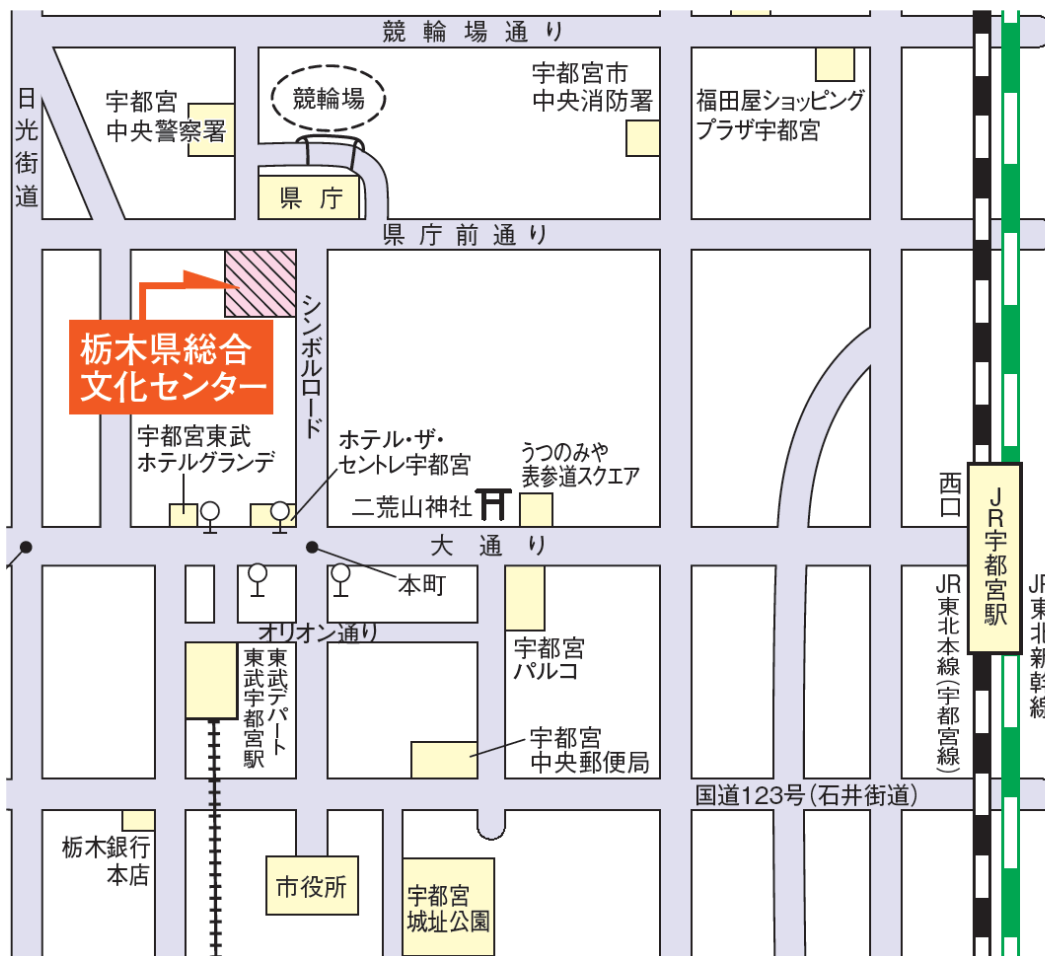 競輪場通り
日光街道
宇都宮
中央警察署
競輪場
県庁
宇都宮市
中央消防署
福田屋ショッピング
プラザ宇都宮
県庁前通り
シンボルロード
栃木県総合
文化センター
宇都宮東武
ホテルグランデ
ホテル・ザ・
セントレ宇都宮
二荒山神社
うつのみや
表参道スクエア
西口
JR宇都宮駅
大通り
本町
オリオン通り
東武デパート
東武宇都宮駅
宇都宮
パルコ
JR東北本線(宇都宮線)
JR東北新幹線
宇都宮
中央郵便局
国道123号(石井街道)
栃木銀行
本店
市役所
宇都宮
城址公園